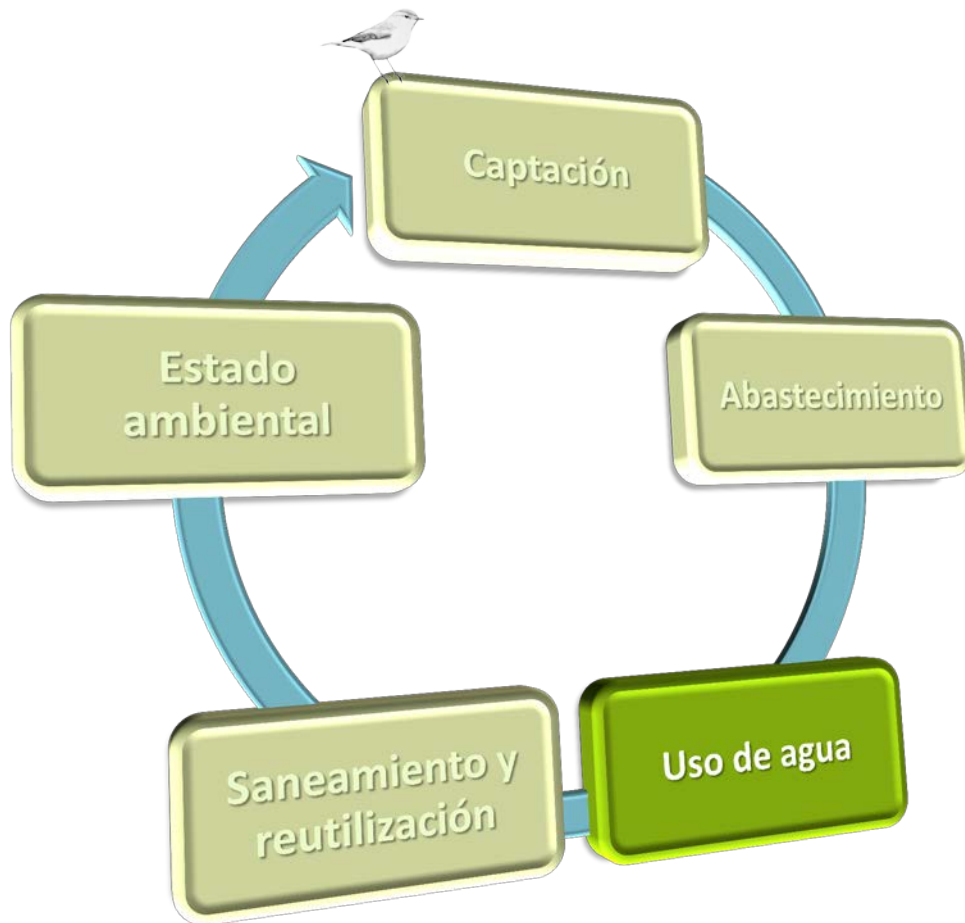 Captación
Abastecimiento
Uso de agua
Saneamiento y
reutilización
Estado
ambiental